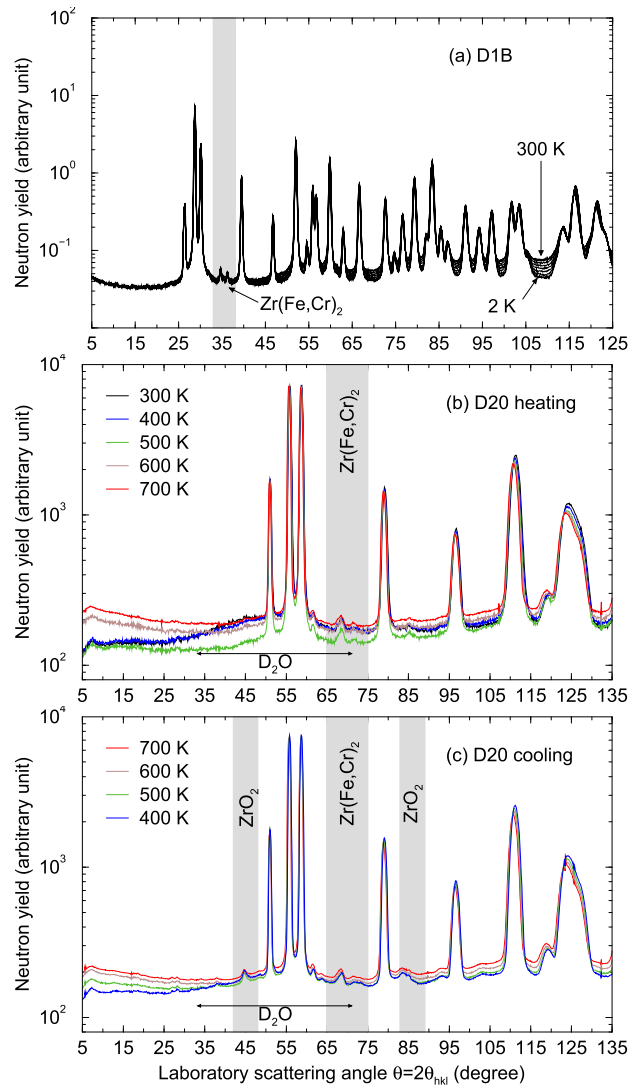 (a) D1B
Neutron yield (arbitrary unit)
10²
10¹
10⁰
10⁻¹
10⁻²
300 K
2 K
Zr(Fe,Cr)₂
5 15 25 35 45 55 65 75 85 95 105 115 125
(b) D20 heating
Neutron yield (arbitrary unit)
10⁴
10³
10²
300 K
400 K
500 K
600 K
700 K
Zr(Fe,Cr)₂
D₂O
5 15 25 35 45 55 65 75 85 95 105 115 125 135
(c) D20 cooling
Neutron yield (arbitrary unit)
10⁴
10³
10²
700 K
600 K
500 K
400 K
ZrO₂
Zr(Fe,Cr)₂
ZrO₂
D₂O
5 15 25 35 45 55 65 75 85 95 105 115 125 135
Laboratory scattering angle θ=2θhkl (degree)